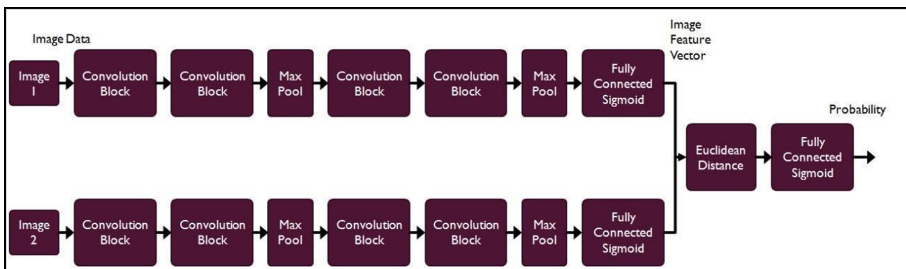 Image Data
Image
Feature
Vector
Image
1
Convolution
Block
Convolution
Block
Max
Pool
Convolution
Block
Convolution
Block
Max
Pool
Fully
Connected
Sigmoid
Probability
Euclidean
Distance
Fully
Connected
Sigmoid
Image
2
Convolution
Block
Convolution
Block
Max
Pool
Convolution
Block
Convolution
Block
Max
Pool
Fully
Connected
Sigmoid